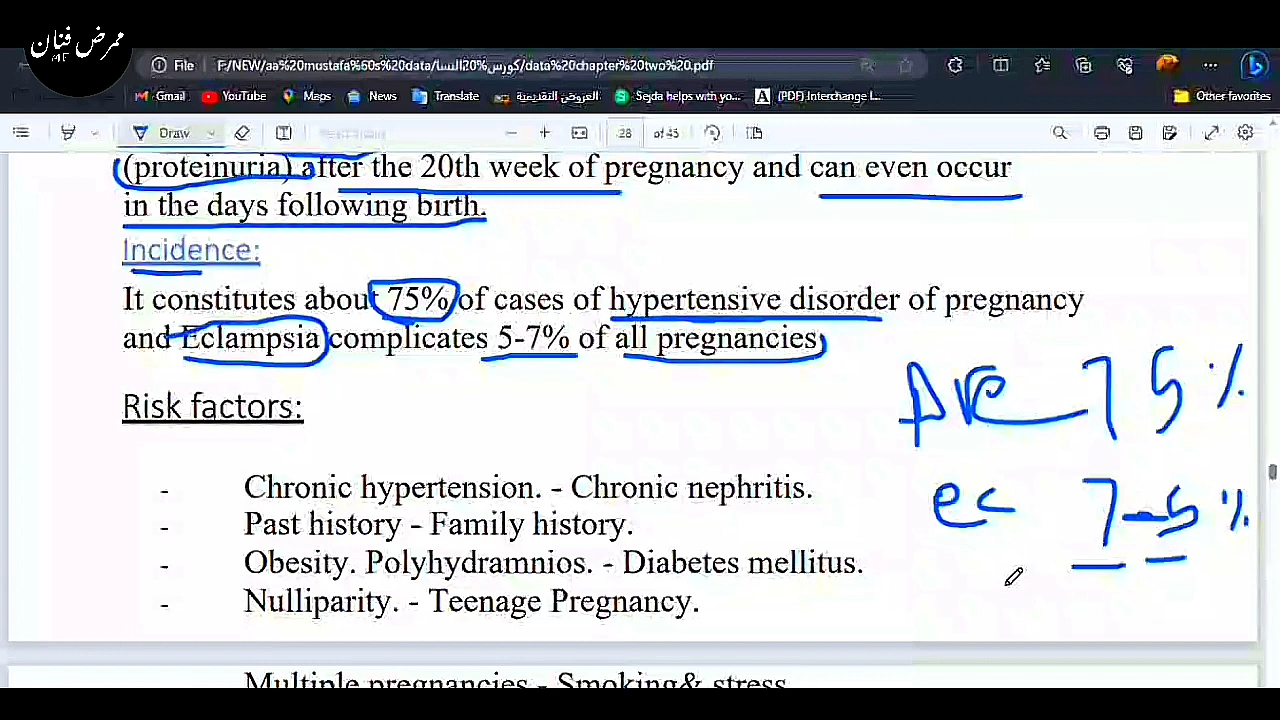 ممرض فنان
File F:/NEW/aa%20mustafa%60s%20data/كورس%20النسا/data%20chapter%20two%20.pdf
Gmail YouTube Maps News Translate العروض التقديمية Sejda helps with yo... (PDF) Interchange L... Other favorites
Draw 28 of 45
(proteinuria) after the 20th week of pregnancy and can even occur
in the days following birth.
Incidence:
It constitutes about 75% of cases of hypertensive disorder of pregnancy
and Eclampsia complicates 5-7% of all pregnancies
Pre 75%
Risk factors:
- Chronic hypertension. - Chronic nephritis.
ec 7-5%
- Past history - Family history.
- Obesity. Polyhydramnios. - Diabetes mellitus.
- Nulliparity. - Teenage Pregnancy.
Multiple pregnancies - Smoking& stress